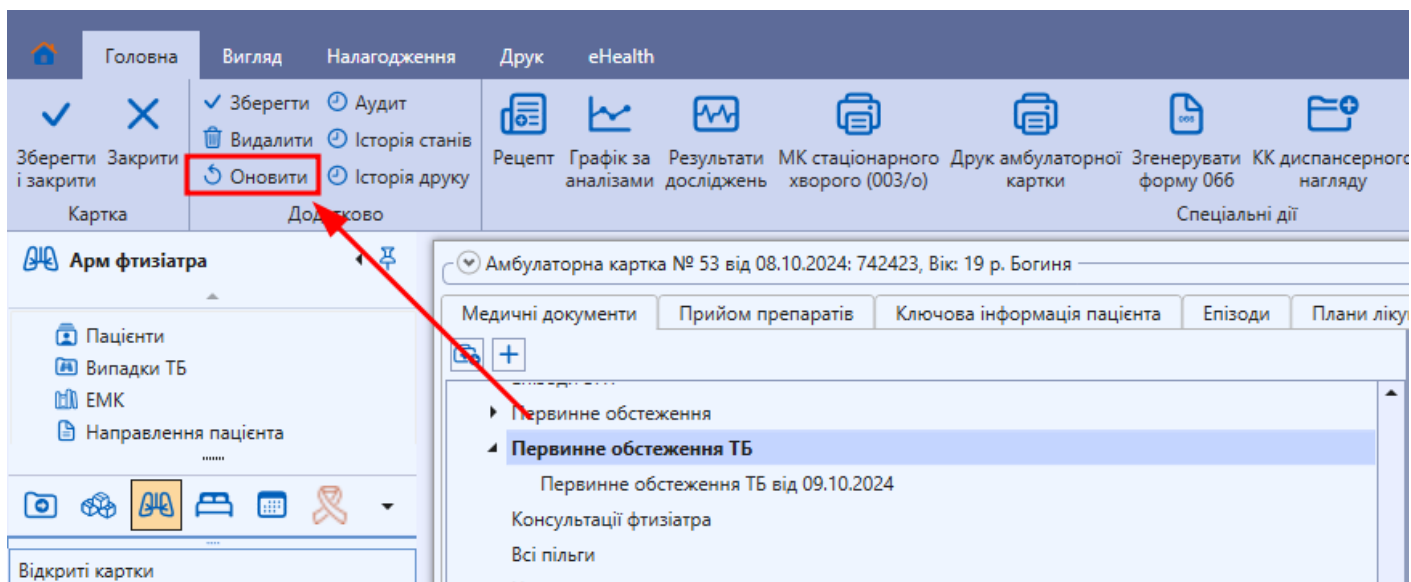 Головна Вигляд Налагодження Друк eHealth
Зберегти і закрити
Закрити
Картка
Зберегти
Видалити
Оновити
Аудит
Історія станів
Історія друку
Додатково
Рецепт
Графік за аналізами
Результати досліджень
МК стаціонарного хворого (003/о)
Друк амбулаторної картки
Згенерувати форму 066
КК диспансерного нагляду
Спеціальні дії
Арм фтизіатра
Пацієнти
Випадки ТБ
ЕМК
Направлення пацієнта
Відкриті картки
Амбулаторна картка № 53 від 08.10.2024: 742423, Вік: 19 р. Богиня
Медичні документи Прийом препаратів Ключова інформація пацієнта Епізоди Плани ліку
Первинне обстеження
Первинне обстеження ТБ
Первинне обстеження ТБ від 09.10.2024
Консультації фтизіатра
Всі пільги